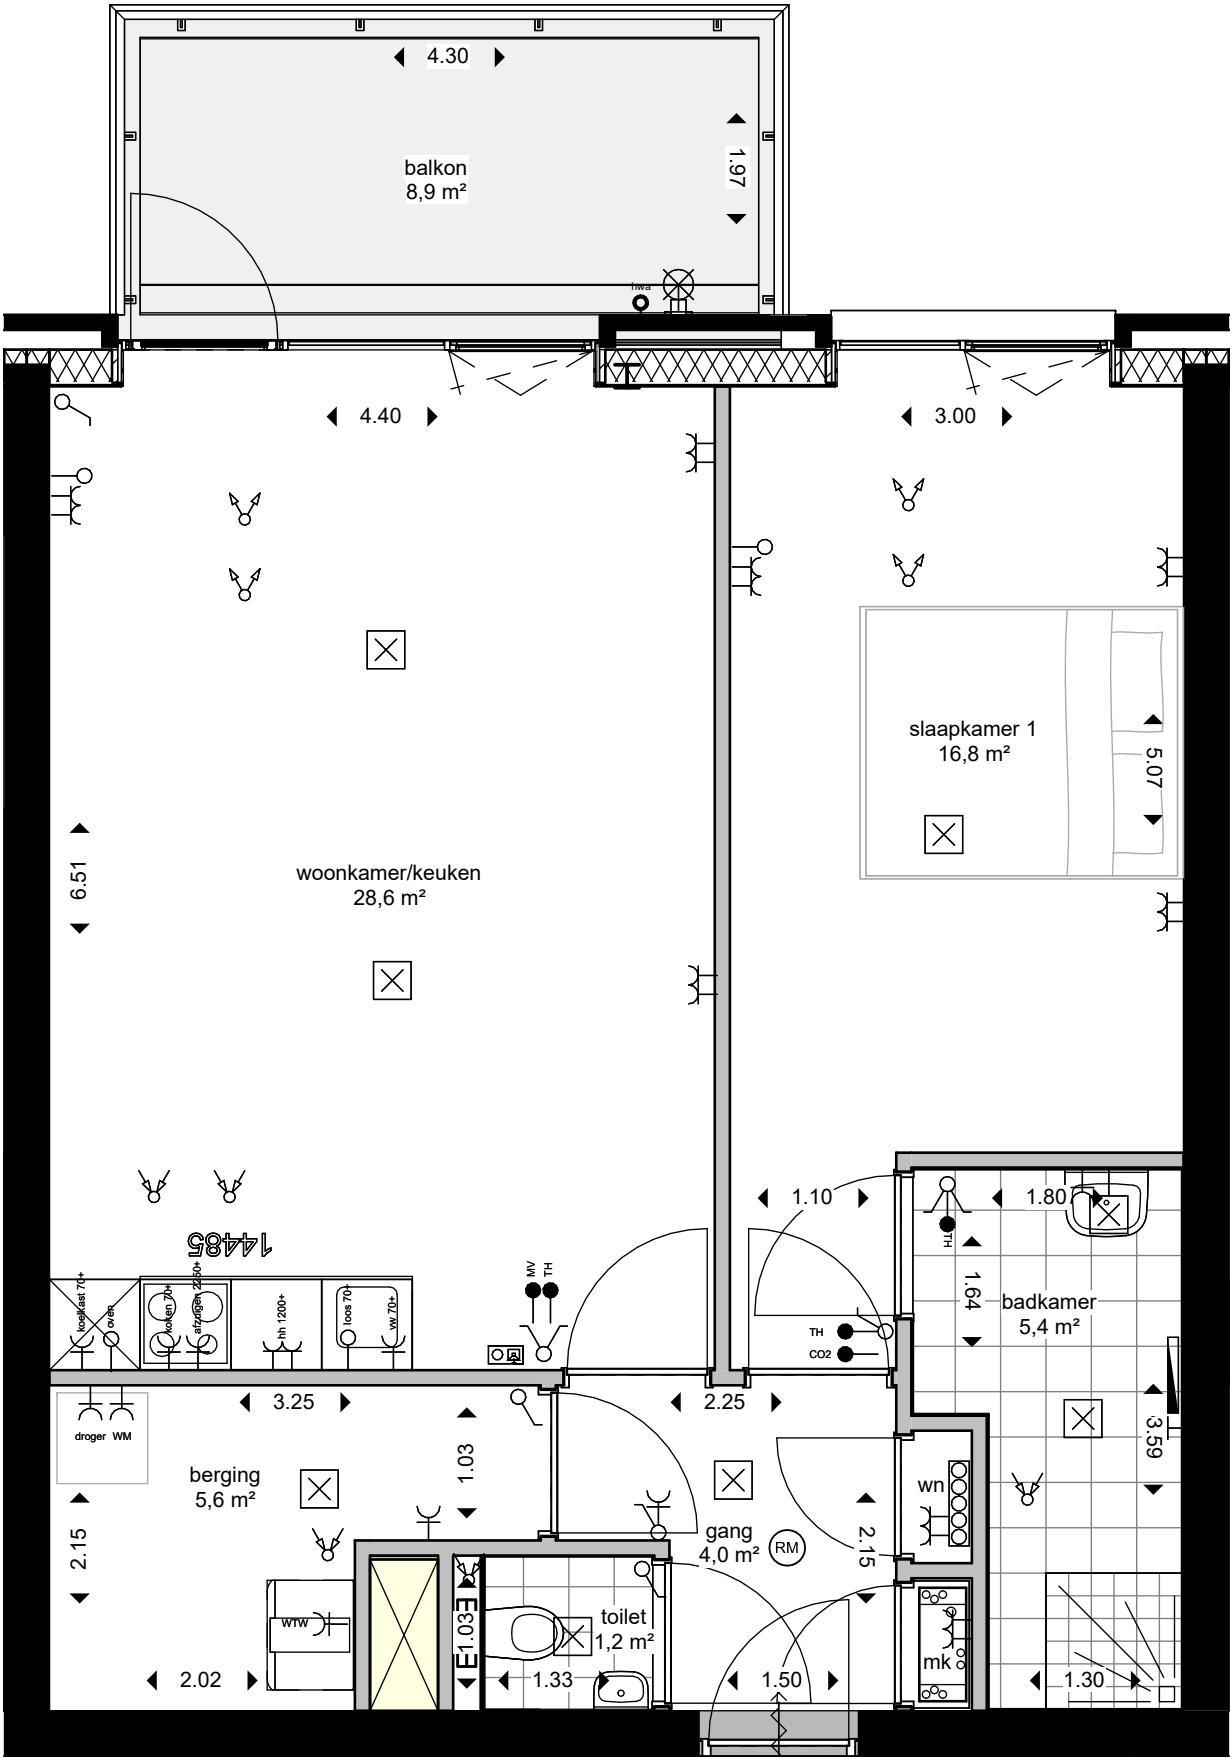 4.30
1.97
balkon
8,9 m²
hwa
4.40
3.00
slaapkamer 1
16,8 m²
5.07
6.51
woonkamer/keuken
28,6 m²
1.10
1.80
TH
14485
koelkast 70+
oven
koken 70+
afzuigen 2250+
hh 1200+
loos 70+
vw 70+
MV
TH
1.64
badkamer
5,4 m²
TH
CO2
3.25
2.25
3.59
droger WM
1.03
berging
5,6 m²
wn
gang
4,0 m²
RM
2.15
2.15
WTW
1.03
toilet
1,2 m²
mk
2.02
1.33
1.50
1.30